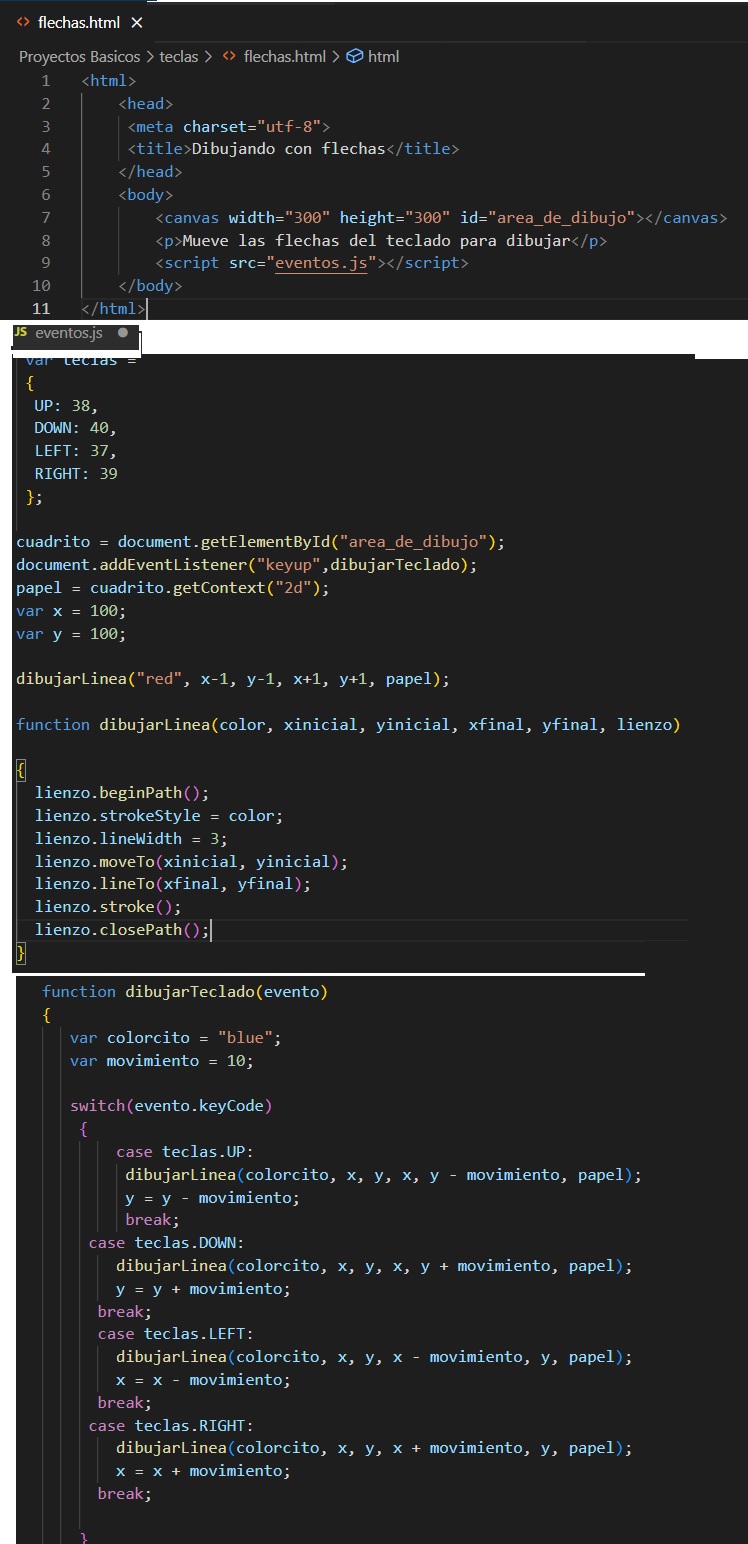 <> flechas.html ×
Proyectos Basicos > teclas > <> flechas.html > html
1 <html>
2 <head>
3 <meta charset="utf-8">
4 <title>Dibujando con flechas</title>
5 </head>
6 <body>
7 <canvas width="300" height="300" id="area_de_dibujo"></canvas>
8 <p>Mueve las flechas del teclado para dibujar</p>
9 <script src="eventos.js"></script>
10 </body>
11 </html>
JS eventos.js ●
var teclas =
{
UP: 38,
DOWN: 40,
LEFT: 37,
RIGHT: 39
};
cuadrito = document.getElementById("area_de_dibujo");
document.addEventListener("keyup",dibujarTeclado);
papel = cuadrito.getContext("2d");
var x = 100;
var y = 100;
dibujarLinea("red", x-1, y-1, x+1, y+1, papel);
function dibujarLinea(color, xinicial, yinicial, xfinal, yfinal, lienzo)
{
lienzo.beginPath();
lienzo.strokeStyle = color;
lienzo.lineWidth = 3;
lienzo.moveTo(xinicial, yinicial);
lienzo.lineTo(xfinal, yfinal);
lienzo.stroke();
lienzo.closePath();
}
function dibujarTeclado(evento)
{
var colorcito = "blue";
var movimiento = 10;
switch(evento.keyCode)
{
case teclas.UP:
dibujarLinea(colorcito, x, y, x, y - movimiento, papel);
y = y - movimiento;
break;
case teclas.DOWN:
dibujarLinea(colorcito, x, y, x, y + movimiento, papel);
y = y + movimiento;
break;
case teclas.LEFT:
dibujarLinea(colorcito, x, y, x - movimiento, y, papel);
x = x - movimiento;
break;
case teclas.RIGHT:
dibujarLinea(colorcito, x, y, x + movimiento, y, papel);
x = x + movimiento;
break;
}